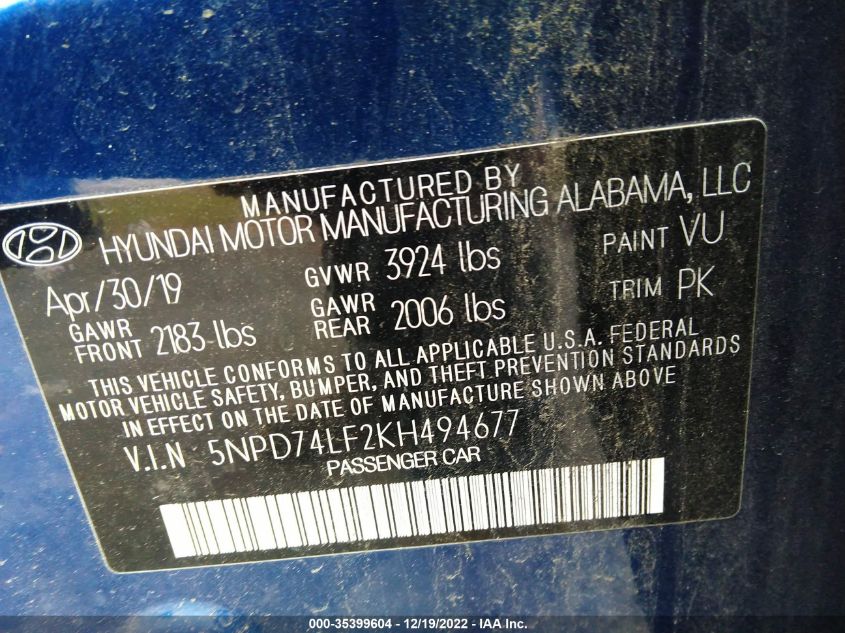 MANUFACTURED BY
HYUNDAI MOTOR MANUFACTURING ALABAMA, LLC
Apr/30/19 GVWR 3924 lbs PAINT VU
GAWR FRONT 2183 lbs GAWR REAR 2006 lbs TRIM PK
THIS VEHICLE CONFORMS TO ALL APPLICABLE U.S.A. FEDERAL
MOTOR VEHICLE SAFETY, BUMPER, AND THEFT PREVENTION STANDARDS
IN EFFECT ON THE DATE OF MANUFACTURE SHOWN ABOVE
V.I.N 5NPD74LF2KH494677
PASSENGER CAR
000-35399604 - 12/19/2022 - IAA Inc.